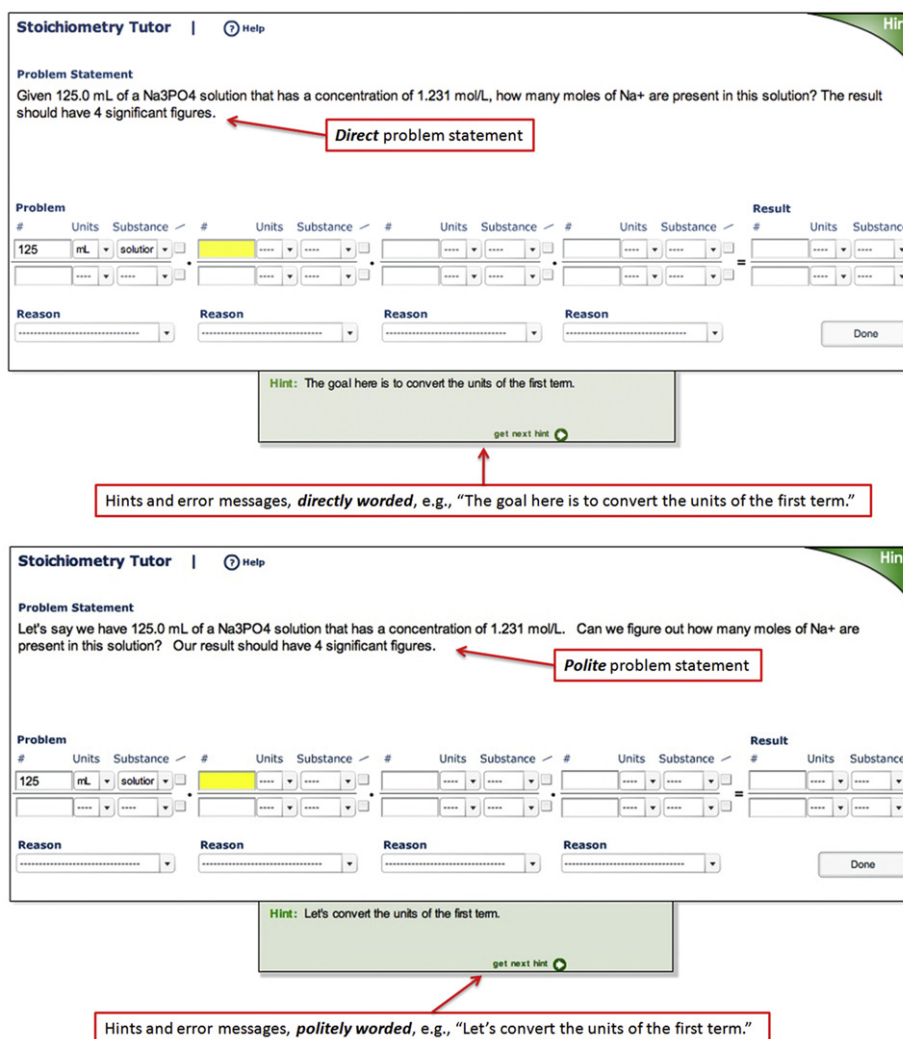 Stoichiometry Tutor | ? Help Hin
Problem Statement
Given 125.0 mL of a Na3PO4 solution that has a concentration of 1.231 mol/L, how many moles of Na+ are present in this solution? The result
should have 4 significant figures.
Direct problem statement
Problem Result
# Units Substance # Units Substance # Units Substance # Units Substance # Units Substance
125 mL solution ---- ---- ---- ---- ---- ---- ---- ----
• • • =
---- ---- ---- ---- ---- ---- ---- ---- ---- ----
Reason Reason Reason Reason
Done
Hint: The goal here is to convert the units of the first term.
get next hint
Hints and error messages, directly worded, e.g., “The goal here is to convert the units of the first term.”
Stoichiometry Tutor | ? Help Hin
Problem Statement
Let's say we have 125.0 mL of a Na3PO4 solution that has a concentration of 1.231 mol/L. Can we figure out how many moles of Na+ are
present in this solution? Our result should have 4 significant figures.
Polite problem statement
Problem Result
# Units Substance # Units Substance # Units Substance # Units Substance # Units Substance
125 mL solution ---- ---- ---- ---- ---- ---- ---- ----
• • • =
---- ---- ---- ---- ---- ---- ---- ---- ---- ----
Reason Reason Reason Reason
Done
Hint: Let's convert the units of the first term.
get next hint
Hints and error messages, politely worded, e.g., “Let’s convert the units of the first term.”